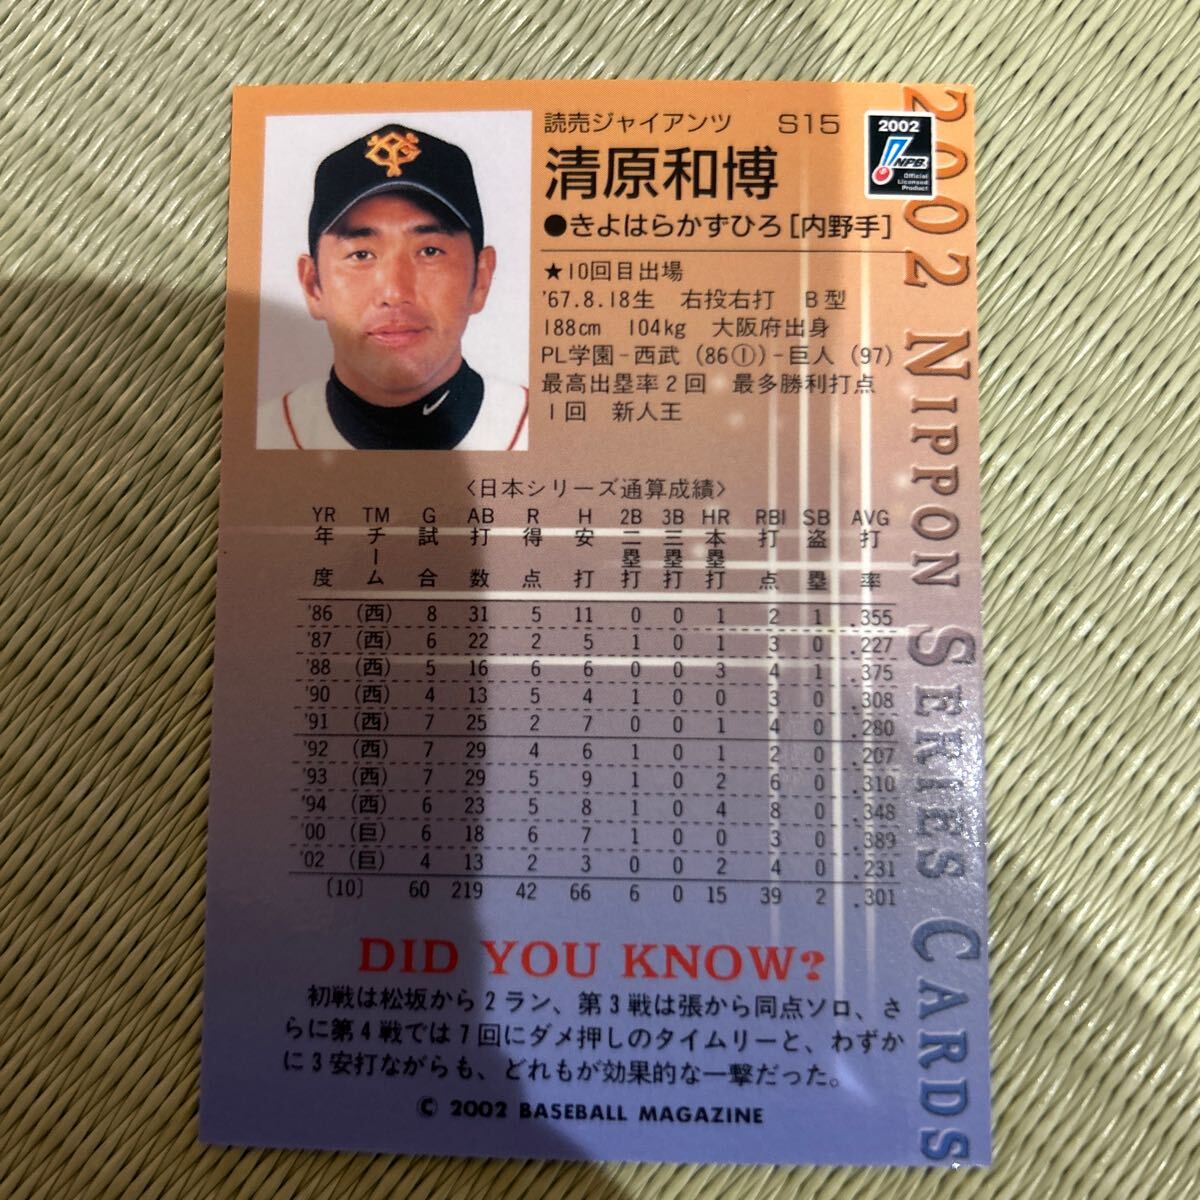 読売ジャイアンツ S15
清原和博
●きよはらかずひろ[内野手]
2002
NPB
Official
Licensed
Product
★10回目出場
'67.8.18生 右投右打 B型
188cm 104kg 大阪府出身
PL学園-西武(86①)-巨人(97)
最高出塁率2回 最多勝利打点
1回 新人王
〈日本シリーズ通算成績〉
YR TM G AB R H 2B 3B HR RBI SB AVG
年度 チーム 試合 打数 得点 安打 二塁打 三塁打 本塁打 打点 盗塁 打率
'86 (西) 8 31 5 11 0 0 1 2 1 .355
'87 (西) 6 22 2 5 1 0 1 3 0 .227
'88 (西) 5 16 6 6 0 0 3 4 1 .375
'90 (西) 4 13 5 4 1 0 0 3 0 .308
'91 (西) 7 25 2 7 0 0 1 4 0 .280
'92 (西) 7 29 4 6 1 0 1 2 0 .207
'93 (西) 7 29 5 9 1 0 2 6 0 .310
'94 (西) 6 23 5 8 1 0 4 8 0 .348
'00 (巨) 6 18 6 7 1 0 0 3 0 .389
'02 (巨) 4 13 2 3 0 0 2 4 0 .231
〔10〕 60 219 42 66 6 0 15 39 2 .301
DID YOU KNOW?
初戦は松坂から2ラン、第3戦は張から同点ソロ、さ
らに第4戦では7回にダメ押しのタイムリーと、わずか
に3安打ながらも、どれもが効果的な一撃だった。
© 2002 BASEBALL MAGAZINE
2002 NIPPON SERIES CARDS